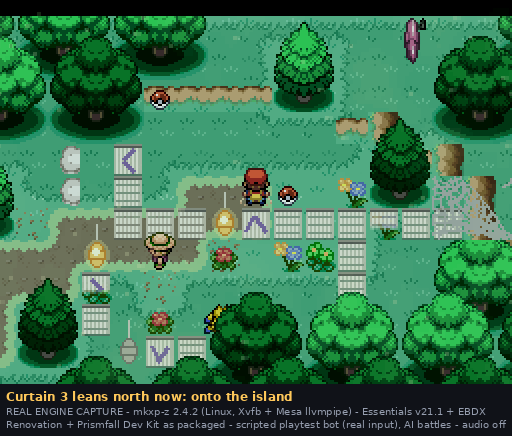 Curtain 3 leans north now: onto the island
REAL ENGINE CAPTURE - mkxp-z 2.4.2 (Linux, Xvfb + Mesa llvmpipe) - Essentials v21.1 + EBDX
Renovation + Prismfall Dev Kit as packaged - scripted playtest bot (real input), AI battles - audio off